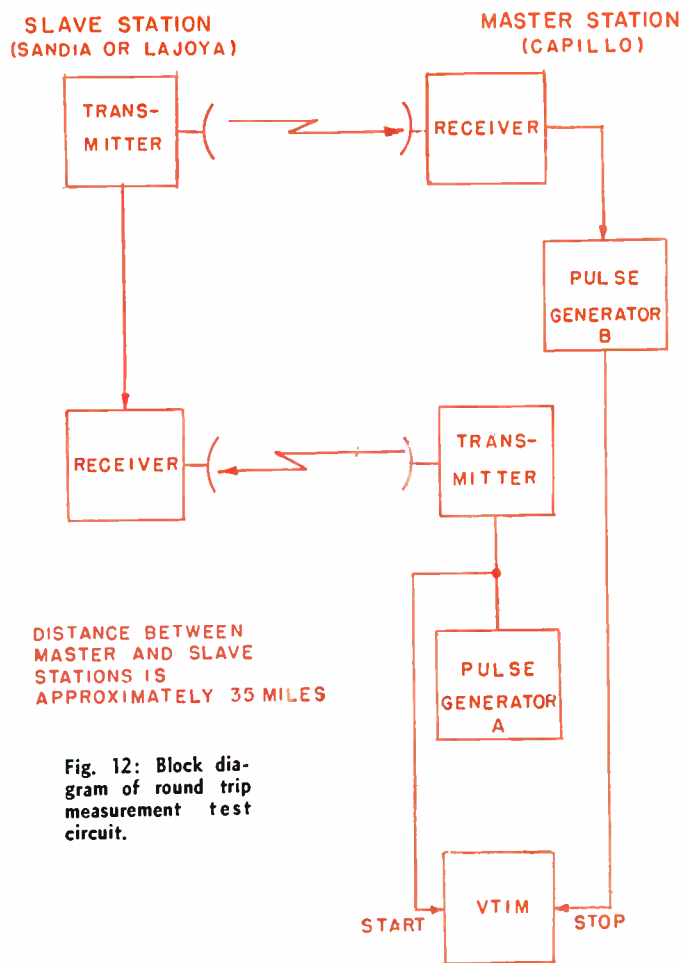 SLAVE STATION
(SANDIA OR LAJOYA)
MASTER STATION
(CAPILLO)
TRANS-
MITTER
RECEIVER
PULSE
GENERATOR
B
RECEIVER
TRANS-
MITTER
DISTANCE BETWEEN
MASTER AND SLAVE
STATIONS IS
APPROXIMATELY 35 MILES
PULSE
GENERATOR
A
Fig. 12: Block dia-
gram of round trip
measurement test
circuit.
START
VTIM
STOP